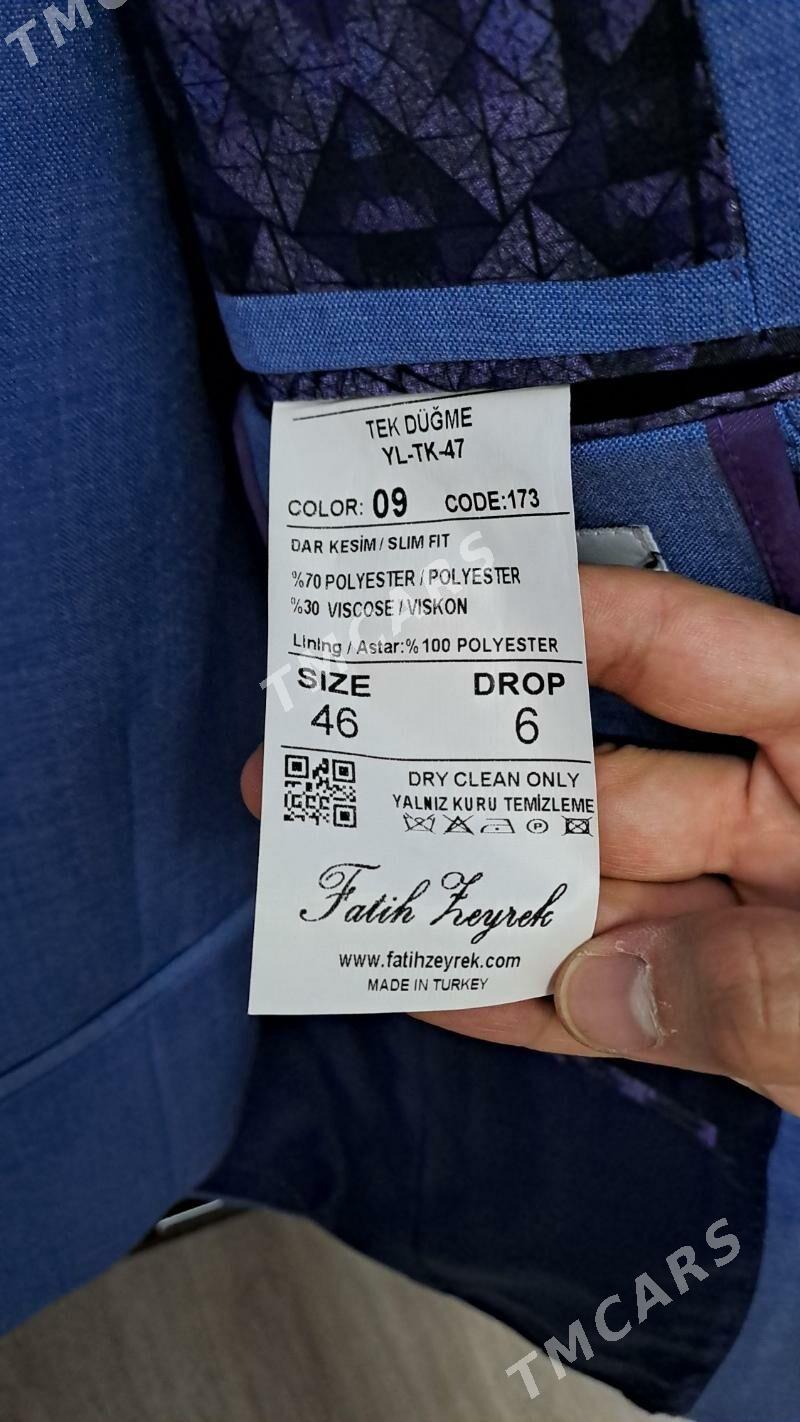 TMCARS
TEK DÜĞME
YL-TK-47
COLOR: 09 CODE:173
DAR KESİM / SLIM FIT
%70 POLYESTER / POLYESTER
%30 VISCOSE / VISKON
Lining / Astar:%100 POLYESTER
TMCARS
SIZE DROP
46 6
DRY CLEAN ONLY
YALNIZ KURU TEMİZLEME
P
Fatih Zeyrek
www.fatihzeyrek.com
MADE IN TURKEY
TMCARS